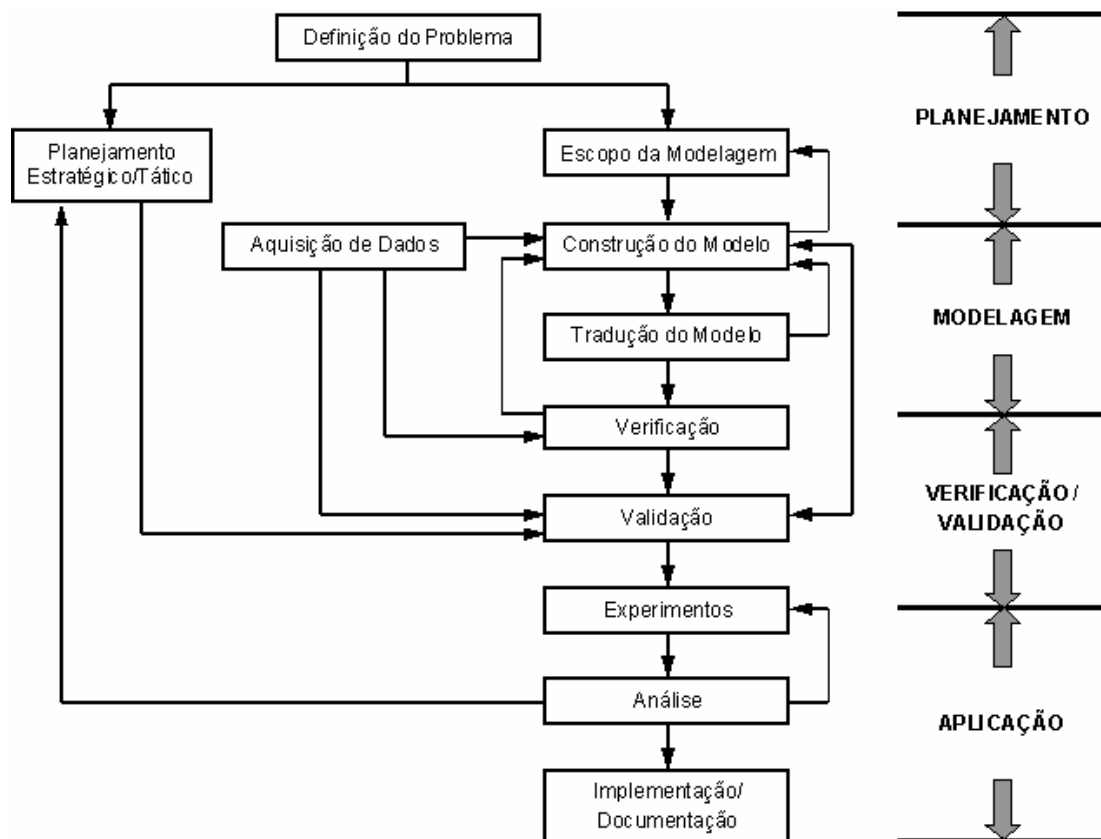 Definição do Problema
Planejamento
Estratégico/Tático
Escopo da Modelagem
Aquisição de Dados
Construção do Modelo
Tradução do Modelo
Verificação
Validação
Experimentos
Análise
Implementação/
Documentação
PLANEJAMENTO
MODELAGEM
VERIFICAÇÃO /
VALIDAÇÃO
APLICAÇÃO